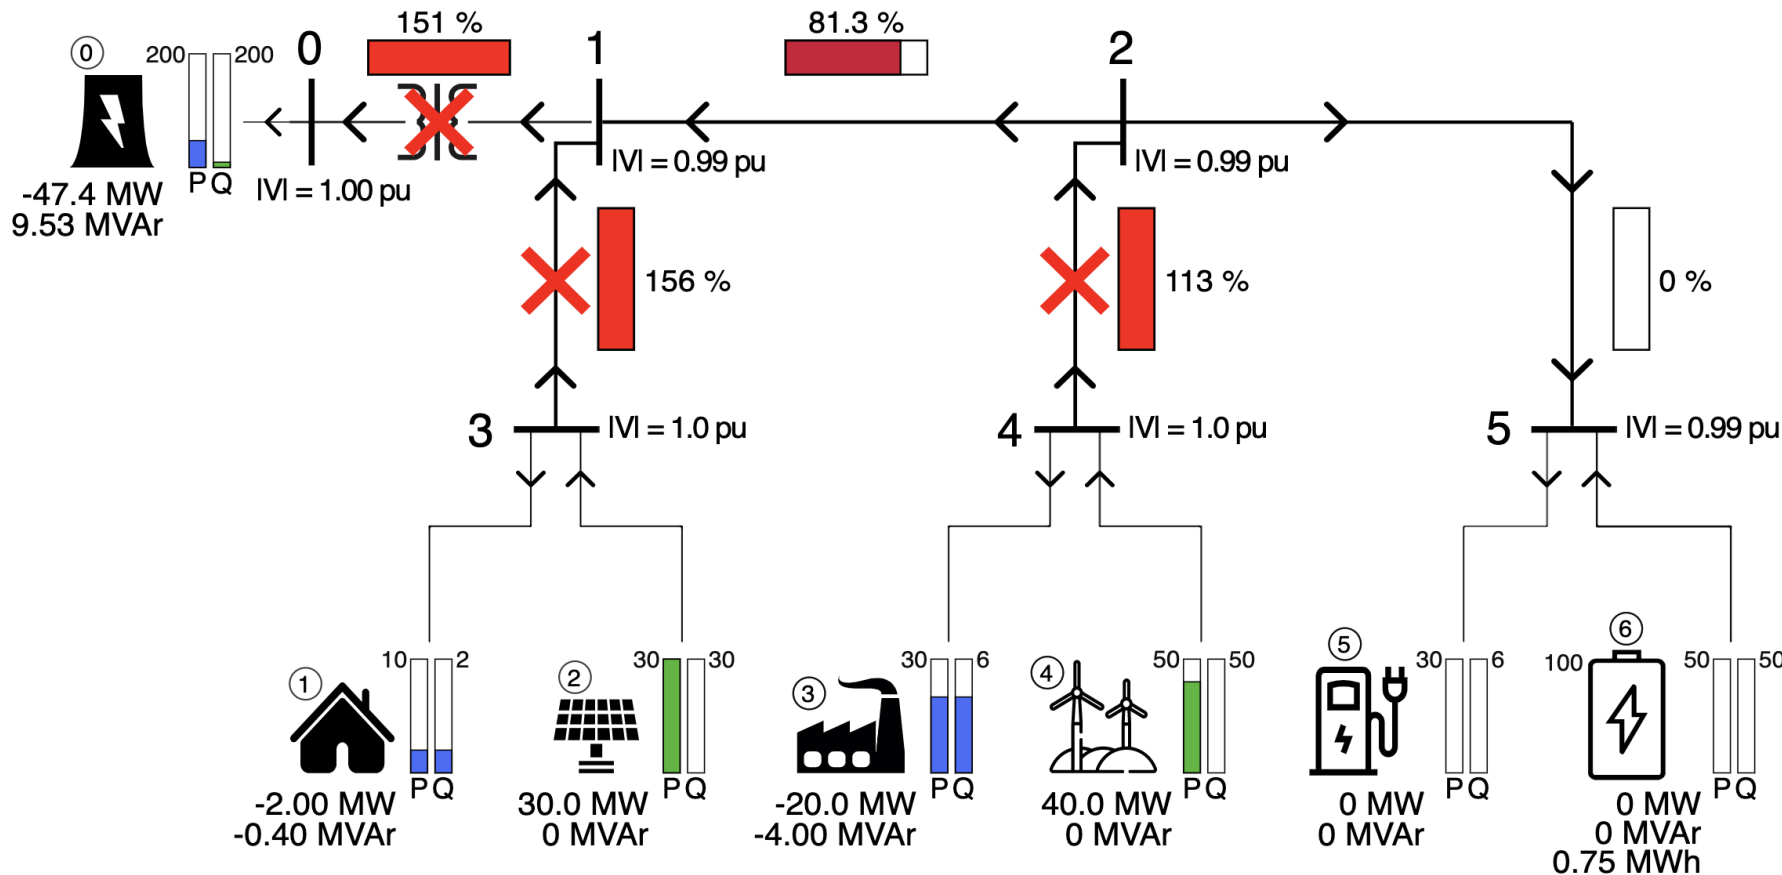 151 %
81.3 %
0
200
200
0
1
2
P Q
-47.4 MW
9.53 MVAr
|V| = 1.00 pu
|V| = 0.99 pu
|V| = 0.99 pu
156 %
113 %
0 %
3
|V| = 1.0 pu
4
|V| = 1.0 pu
5
|V| = 0.99 pu
1
10
2
P Q
-2.00 MW
-0.40 MVAr
2
30
30
P Q
30.0 MW
0 MVAr
3
30
6
P Q
-20.0 MW
-4.00 MVAr
4
50
50
P Q
40.0 MW
0 MVAr
5
30
6
P Q
0 MW
0 MVAr
6
100
50
50
P Q
0 MW
0 MVAr
0.75 MWh